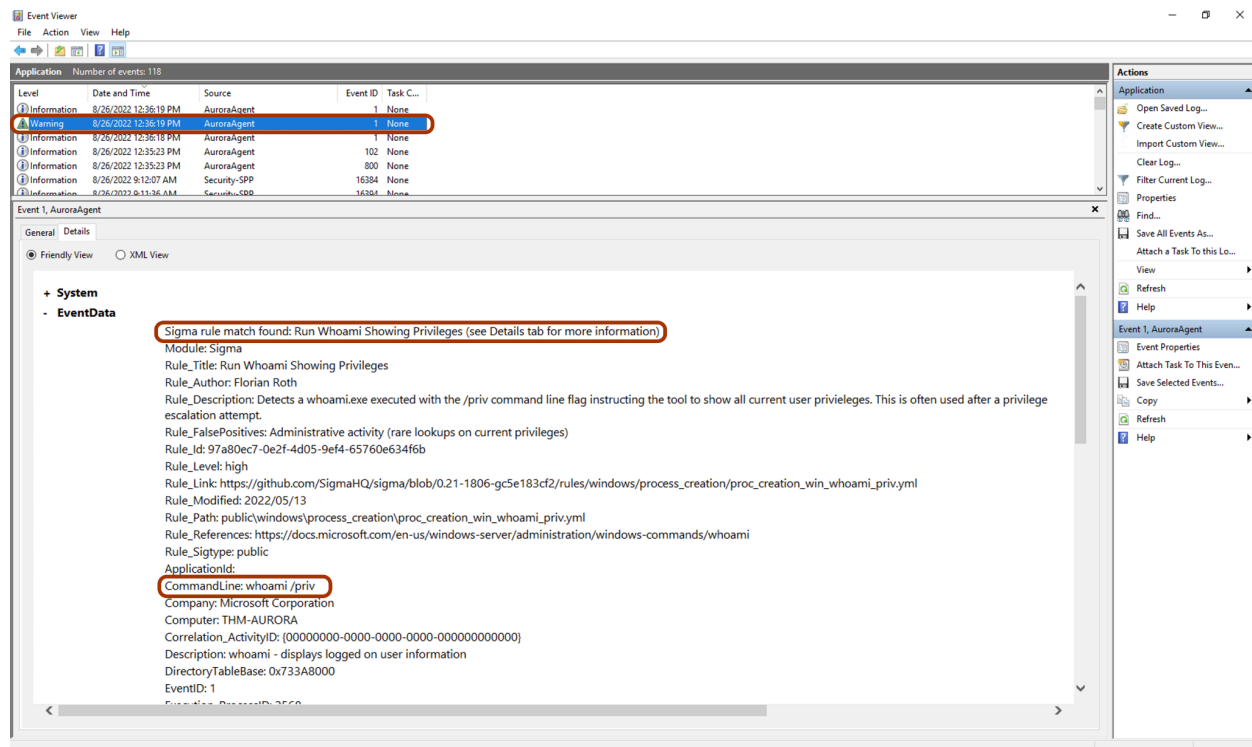 Event Viewer
File Action View Help
Application Number of events: 118
Level Date and Time Source Event ID Task C...
Information 8/26/2022 12:36:19 PM AuroraAgent 1 None
Warning 8/26/2022 12:36:19 PM AuroraAgent 1 None
Information 8/26/2022 12:36:18 PM AuroraAgent 1 None
Information 8/26/2022 12:35:23 PM AuroraAgent 102 None
Information 8/26/2022 12:35:23 PM AuroraAgent 800 None
Information 8/26/2022 9:12:07 AM Security-SPP 16384 None
Information 8/26/2022 9:11:36 AM Security-SPP 16394 None
Event 1, AuroraAgent
General Details
Friendly View XML View
+ System
- EventData
Sigma rule match found: Run Whoami Showing Privileges (see Details tab for more information)
Module: Sigma
Rule_Title: Run Whoami Showing Privileges
Rule_Author: Florian Roth
Rule_Description: Detects a whoami.exe executed with the /priv command line flag instructing the tool to show all current user privieleges. This is often used after a privilege
escalation attempt.
Rule_FalsePositives: Administrative activity (rare lookups on current privileges)
Rule_Id: 97a80ec7-0e2f-4d05-9ef4-65760e634f6b
Rule_Level: high
Rule_Link: https://github.com/SigmaHQ/sigma/blob/0.21-1806-gc5e183cf2/rules/windows/process_creation/proc_creation_win_whoami_priv.yml
Rule_Modified: 2022/05/13
Rule_Path: public\windows\process_creation\proc_creation_win_whoami_priv.yml
Rule_References: https://docs.microsoft.com/en-us/windows-server/administration/windows-commands/whoami
Rule_Sigtype: public
ApplicationId:
CommandLine: whoami /priv
Company: Microsoft Corporation
Computer: THM-AURORA
Correlation_ActivityID: {00000000-0000-0000-0000-000000000000}
Description: whoami - displays logged on user information
DirectoryTableBase: 0x733A8000
EventID: 1
Execution_ProcessID: 2568
Actions
Application
Open Saved Log...
Create Custom View...
Import Custom View...
Clear Log...
Filter Current Log...
Properties
Find...
Save All Events As...
Attach a Task To this Lo...
View
Refresh
Help
Event 1, AuroraAgent
Event Properties
Attach Task To This Even...
Save Selected Events...
Copy
Refresh
Help